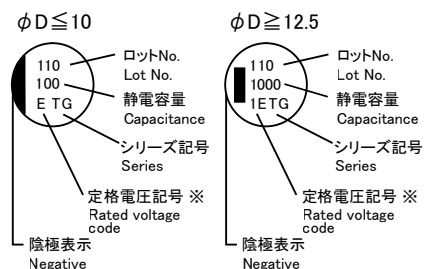 φD≦10
110
100
E TG
ロットNo.
Lot No.
静電容量
Capacitance
シリーズ記号
Series
定格電圧記号 ※
Rated voltage
code
陰極表示
Negative
φD≧12.5
110
1000
1ETG
ロットNo.
Lot No.
静電容量
Capacitance
シリーズ記号
Series
定格電圧記号 ※
Rated voltage
code
陰極表示
Negative